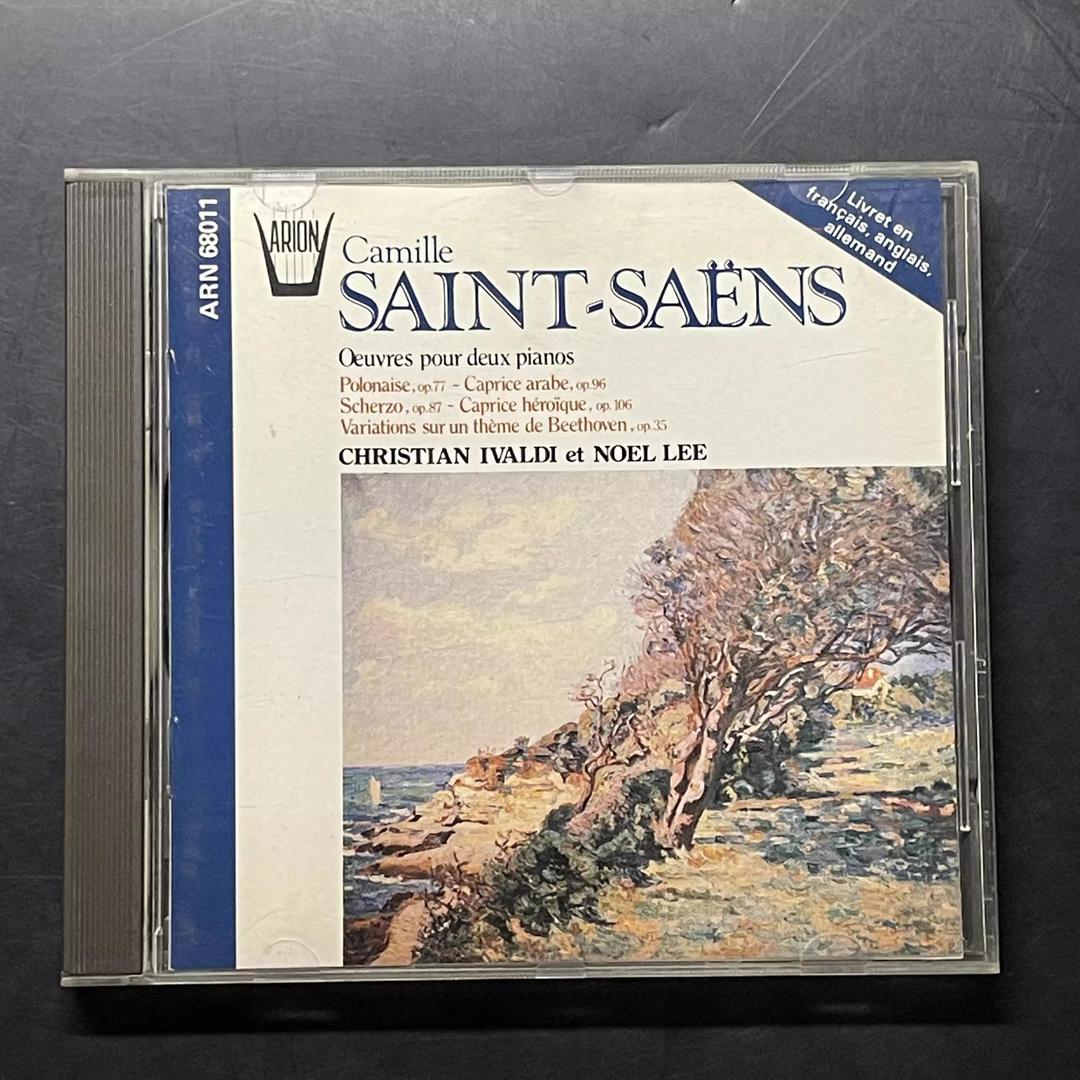 ARN 68011
ARION
Livret en
français, anglais,
allemand
Camille
SAINT-SAËNS
Oeuvres pour deux pianos
Polonaise, op.77 - Caprice arabe, op.96
Scherzo, op.87 - Caprice héroïque, op.106
Variations sur un thème de Beethoven, op.35
CHRISTIAN IVALDI et NOEL LEE